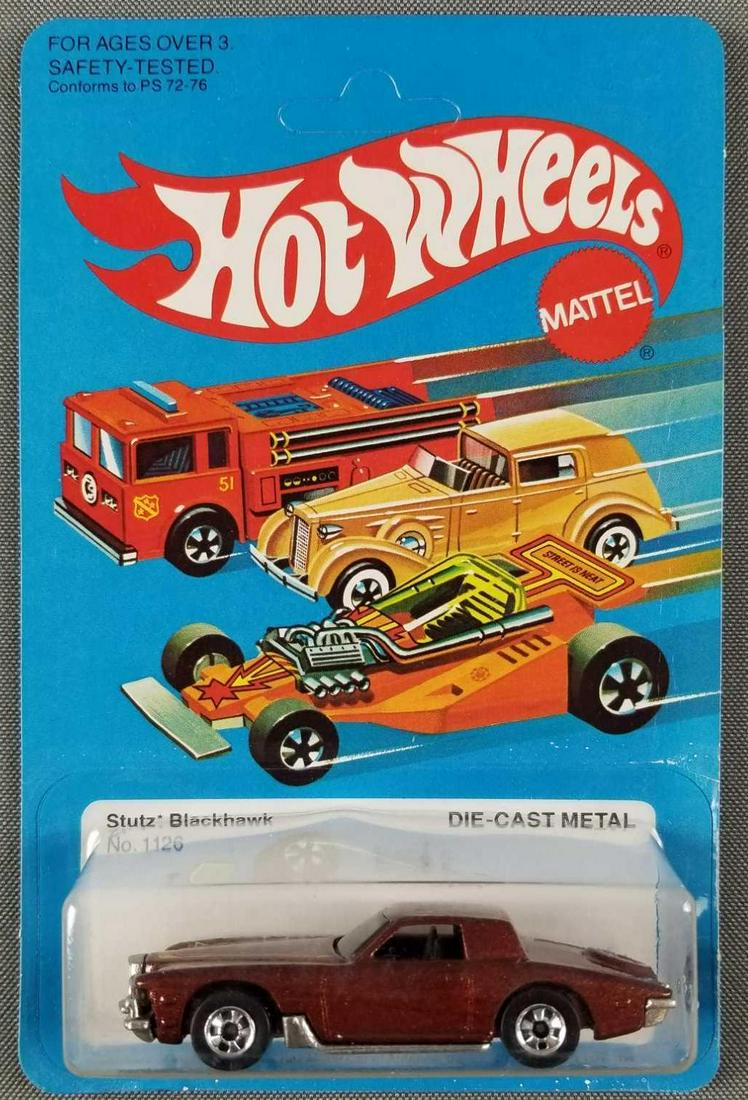 FOR AGES OVER 3.
SAFETY-TESTED.
Conforms to PS 72-76
HOT WHEELS®
MATTEL
®
51
STREET IS NEAT
Stutz* Blackhawk
DIE-CAST METAL
No. 1126